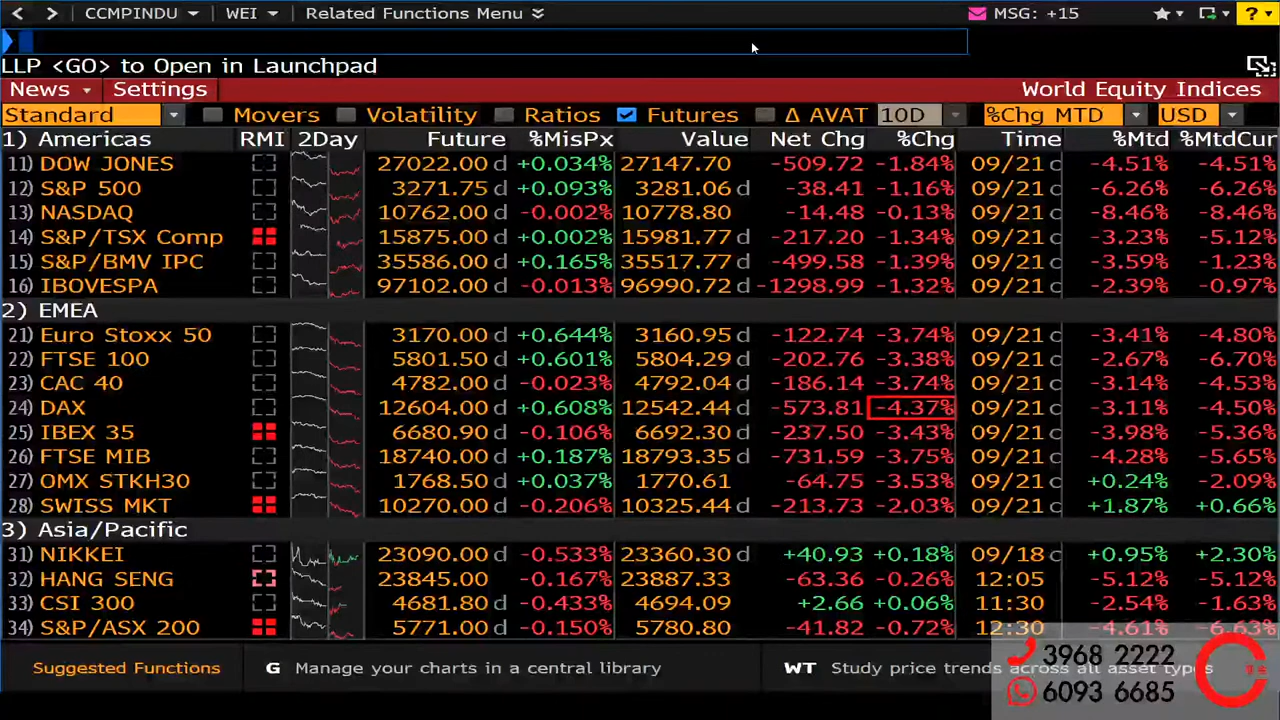 CCMPINDU WEI Related Functions Menu MSG: +15 ?
LLP <GO> to Open in Launchpad
News Settings World Equity Indices
Standard Movers Volatility Ratios Futures Δ AVAT 10D %Chg MTD USD
1) Americas RMI 2Day Future %MisPx Value Net Chg %Chg Time %Mtd %MtdCur
11) DOW JONES 27022.00 d +0.034% 27147.70 -509.72 -1.84% 09/21 c -4.51% -4.51%
12) S&P 500 3271.75 d +0.093% 3281.06 d -38.41 -1.16% 09/21 c -6.26% -6.26%
13) NASDAQ 10762.00 d -0.002% 10778.80 -14.48 -0.13% 09/21 c -8.46% -8.46%
14) S&P/TSX Comp 15875.00 d +0.002% 15981.77 d -217.20 -1.34% 09/21 c -3.23% -5.12%
15) S&P/BMV IPC 35586.00 d +0.165% 35517.77 d -499.58 -1.39% 09/21 c -3.59% -1.23%
16) IBOVESPA 97102.00 d -0.013% 96990.72 d -1298.99 -1.32% 09/21 c -2.39% -0.97%
2) EMEA
21) Euro Stoxx 50 3170.00 d +0.644% 3160.95 d -122.74 -3.74% 09/21 c -3.41% -4.80%
22) FTSE 100 5801.50 d +0.601% 5804.29 d -202.76 -3.38% 09/21 c -2.67% -6.70%
23) CAC 40 4782.00 d -0.023% 4792.04 d -186.14 -3.74% 09/21 c -3.14% -4.53%
24) DAX 12604.00 d +0.608% 12542.44 d -573.81 -4.37% 09/21 c -3.11% -4.50%
25) IBEX 35 6680.90 d -0.106% 6692.30 d -237.50 -3.43% 09/21 c -3.98% -5.36%
26) FTSE MIB 18740.00 d +0.187% 18793.35 d -731.59 -3.75% 09/21 c -4.28% -5.65%
27) OMX STKH30 1768.50 d +0.037% 1770.61 -64.75 -3.53% 09/21 c +0.24% -2.09%
28) SWISS MKT 10270.00 d -0.206% 10325.44 d -213.73 -2.03% 09/21 c +1.87% +0.66%
3) Asia/Pacific
31) NIKKEI 23090.00 d -0.533% 23360.30 d +40.93 +0.18% 09/18 c +0.95% +2.30%
32) HANG SENG 23845.00 -0.167% 23887.33 -63.36 -0.26% 12:05 -5.12% -5.12%
33) CSI 300 4681.80 d -0.433% 4694.09 +2.66 +0.06% 11:30 -2.54% -1.63%
34) S&P/ASX 200 5771.00 d -0.150% 5780.80 -41.82 -0.72% 12:30 -4.61% -6.63%
Suggested Functions G Manage your charts in a central library WT Study price trends across all asset types
3968 2222
6093 6685